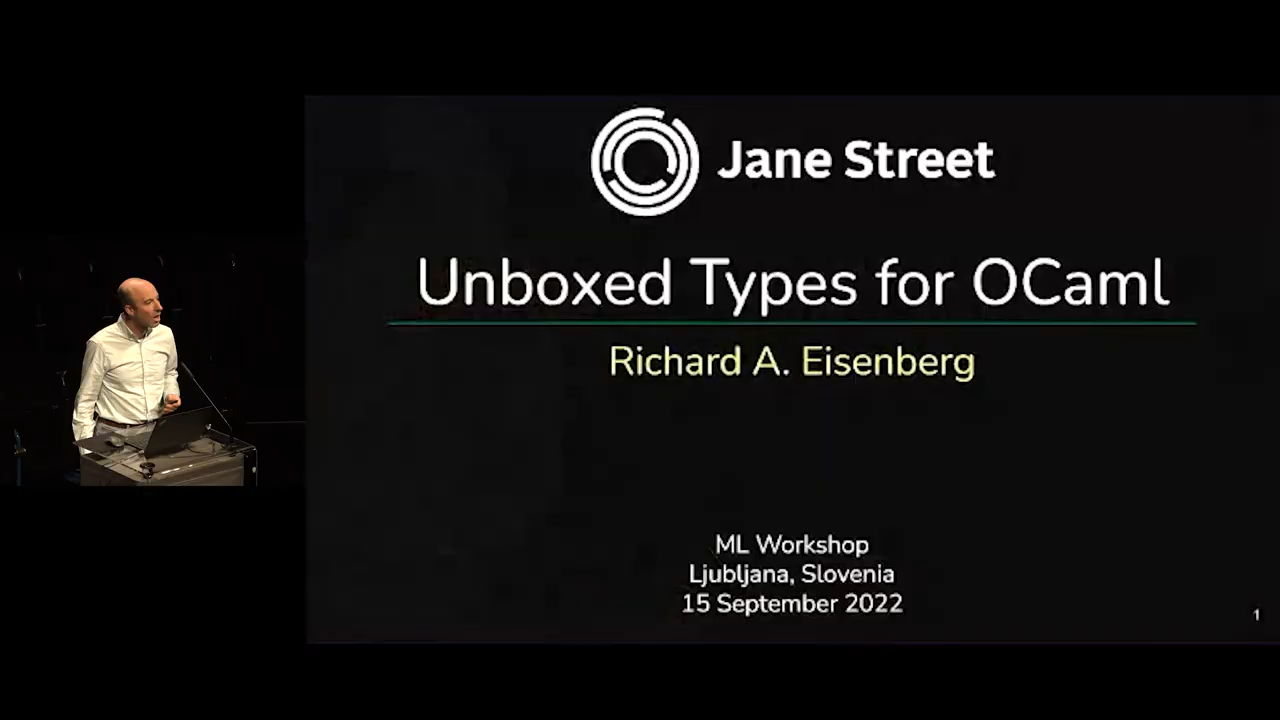 Jane Street
Unboxed Types for OCaml
Richard A. Eisenberg
ML Workshop
Ljubljana, Slovenia
15 September 2022
1